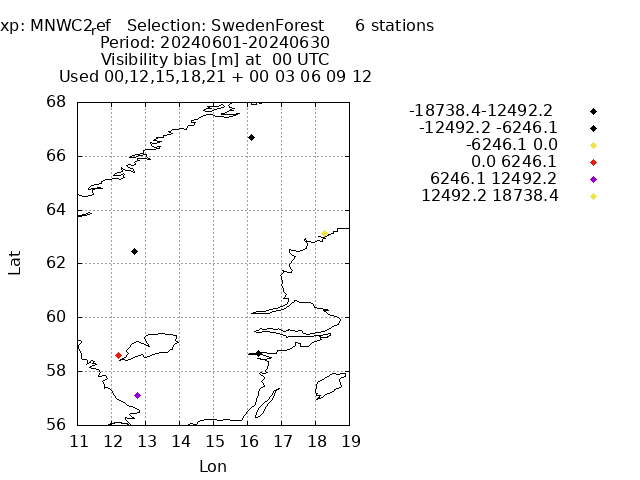 xp: MNWC2ref   Selection: SwedenForest      6 stations
Period: 20240601-20240630
Visibility bias [m] at  00 UTC
Used 00,12,15,18,21 + 00 03 06 09 12
-18738.4-12492.2
-12492.2 -6246.1
-6246.1 0.0
0.0 6246.1
6246.1 12492.2
12492.2 18738.4
Lat
68
66
64
62
60
58
56
11 12 13 14 15 16 17 18 19
Lon